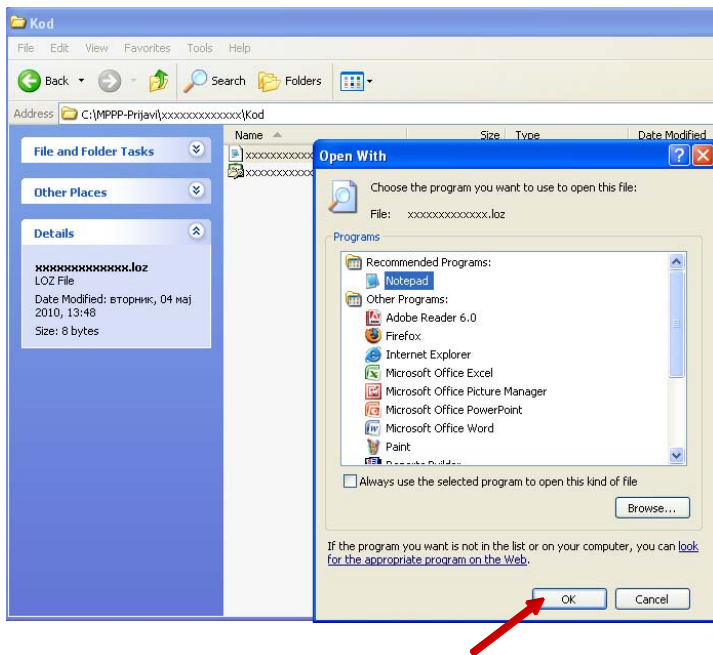 Kod
File Edit View Favorites Tools Help
Back Search Folders
Address C:\MPPP-Prijavi\xxxxxxxxxxxxx\Kod
Name Size Type Date Modified
File and Folder Tasks
Other Places
Details
xxxxxxxxxxxxx.loz
LOZ File
Date Modified: вторник, 04 мај
2010, 13:48
Size: 8 bytes
Open With
Choose the program you want to use to open this file:
File: xxxxxxxxxxxxx.loz
Programs
Recommended Programs:
Notepad
Other Programs:
Adobe Reader 6.0
Firefox
Internet Explorer
Microsoft Office Excel
Microsoft Office Picture Manager
Microsoft Office PowerPoint
Microsoft Office Word
Paint
Always use the selected program to open this kind of file
Browse...
If the program you want is not in the list or on your computer, you can look
for the appropriate program on the Web.
OK Cancel